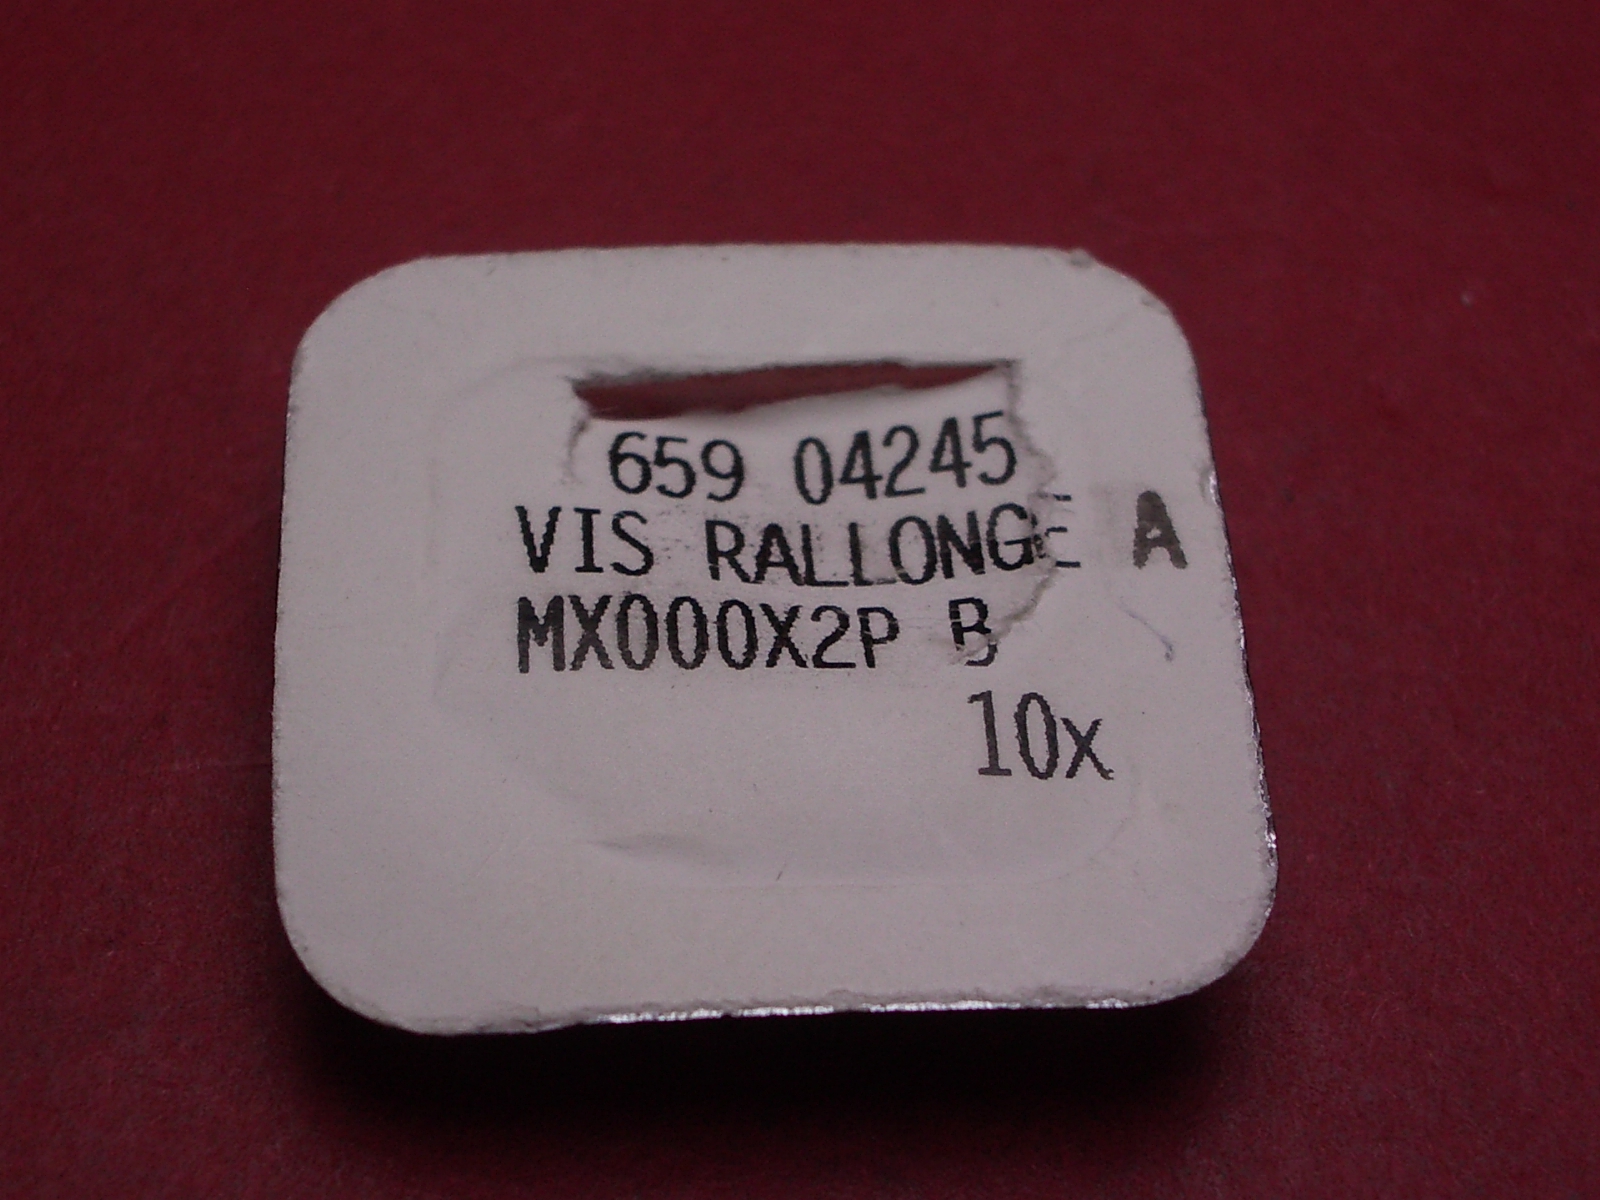 659 04245
VIS RALLONGE A
MX000X2P B
10x